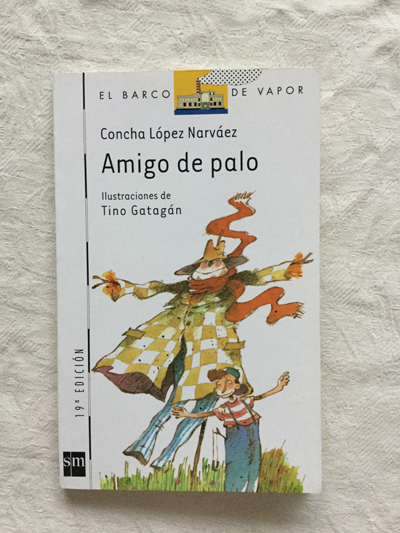 EL BARCO DE VAPOR
Concha López Narváez
Amigo de palo
Ilustraciones de
Tino Gatagán
19ª EDICIÓN
sm